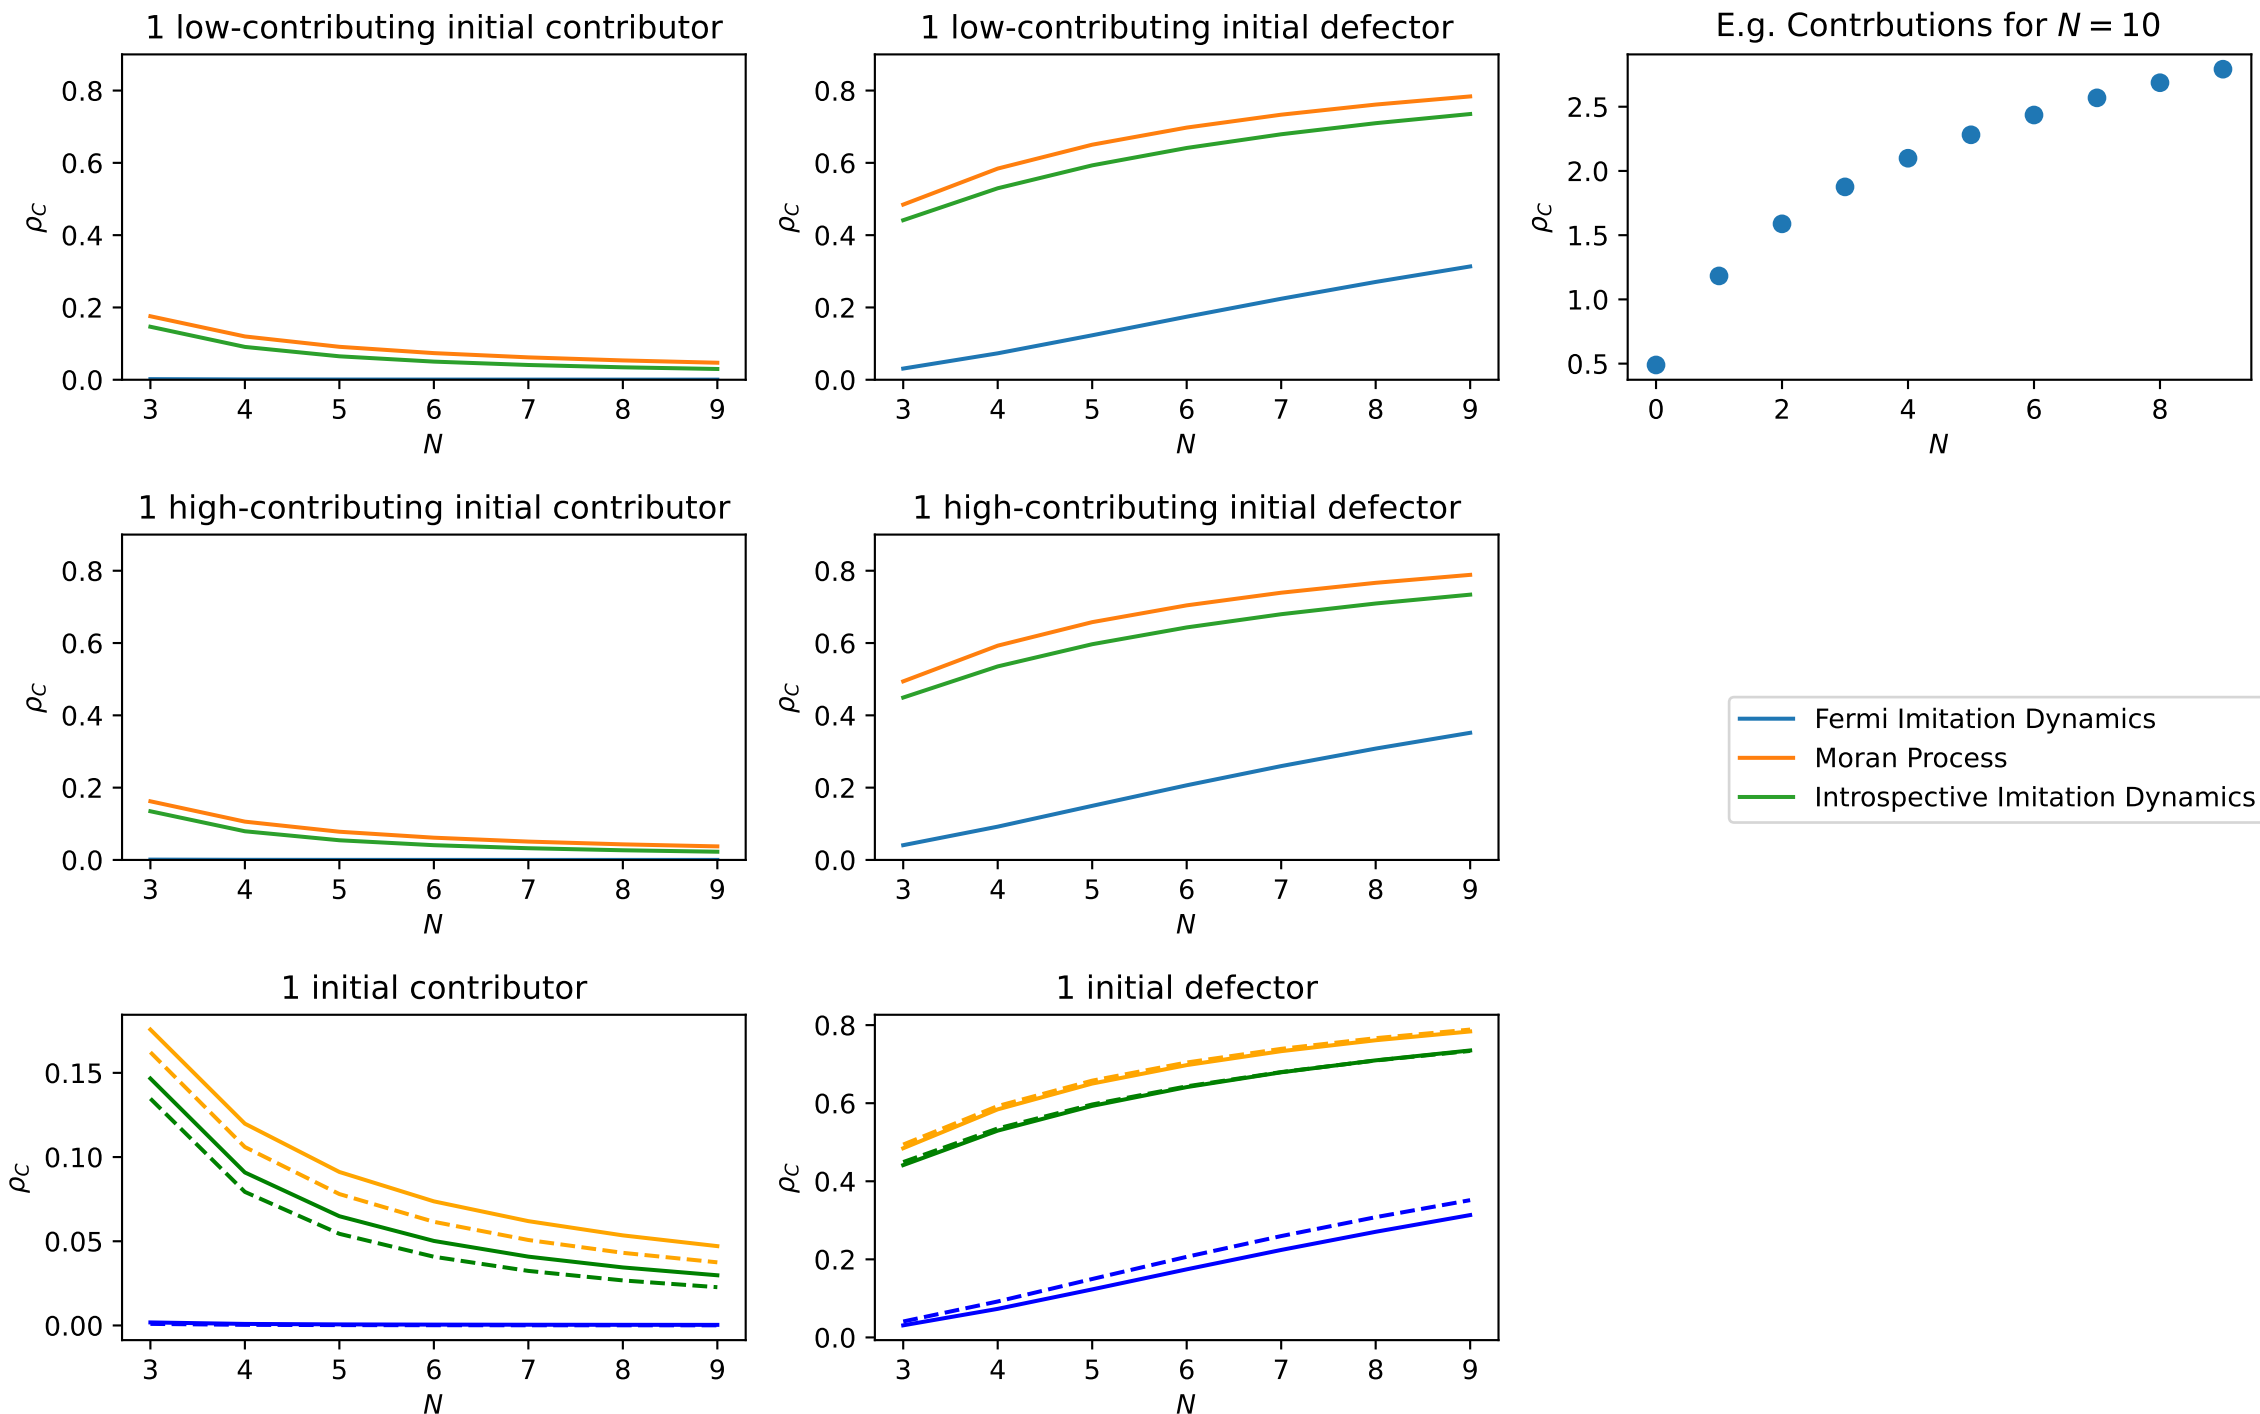 1 low-contributing initial contributor
ρC
0.8
0.6
0.4
0.2
0.0
3 4 5 6 7 8 9
N
1 low-contributing initial defector
ρC
0.8
0.6
0.4
0.2
0.0
3 4 5 6 7 8 9
N
E.g. Contrbutions for N = 10
ρC
2.5
2.0
1.5
1.0
0.5
0 2 4 6 8
N
1 high-contributing initial contributor
ρC
0.8
0.6
0.4
0.2
0.0
3 4 5 6 7 8 9
N
1 high-contributing initial defector
ρC
0.8
0.6
0.4
0.2
0.0
3 4 5 6 7 8 9
N
Fermi Imitation Dynamics
Moran Process
Introspective Imitation Dynamics
1 initial contributor
ρC
0.15
0.10
0.05
0.00
3 4 5 6 7 8 9
N
1 initial defector
ρC
0.8
0.6
0.4
0.2
0.0
3 4 5 6 7 8 9
N